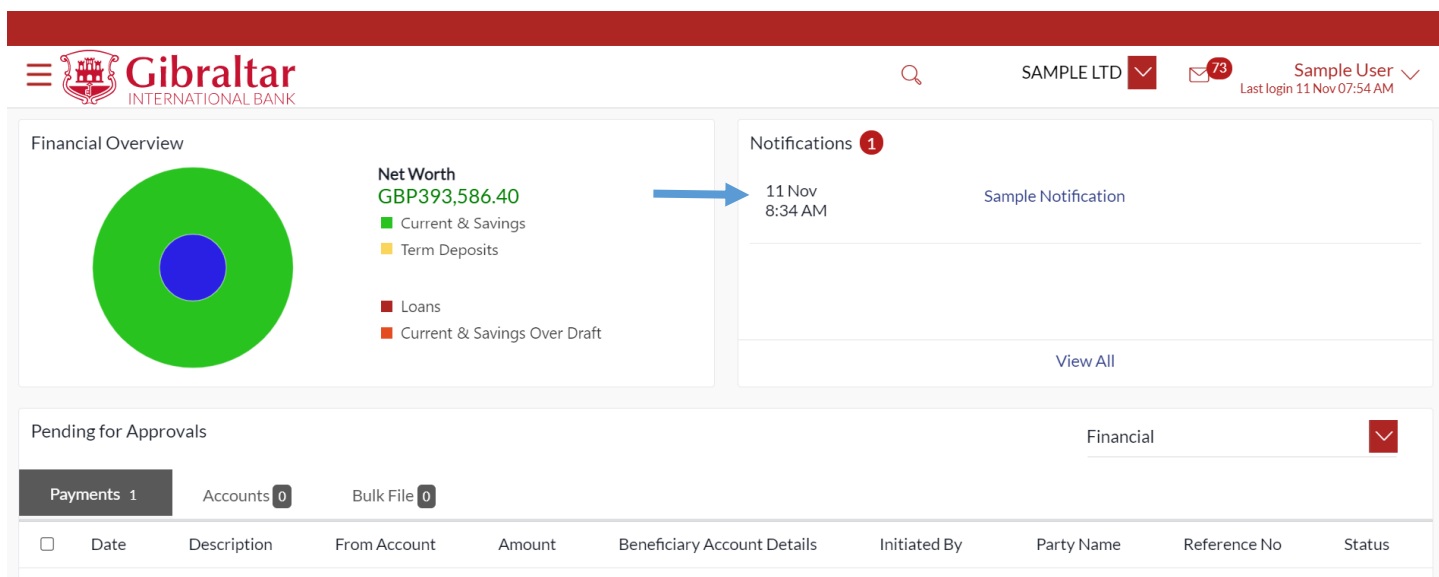 Gibraltar
INTERNATIONAL BANK
SAMPLE LTD
73
Sample User
Last login 11 Nov 07:54 AM
Financial Overview
Net Worth
GBP393,586.40
Current & Savings
Term Deposits
Loans
Current & Savings Over Draft
Notifications 1
11 Nov
8:34 AM
Sample Notification
View All
Pending for Approvals
Financial
Payments 1 Accounts 0 Bulk File 0
Date Description From Account Amount Beneficiary Account Details Initiated By Party Name Reference No Status